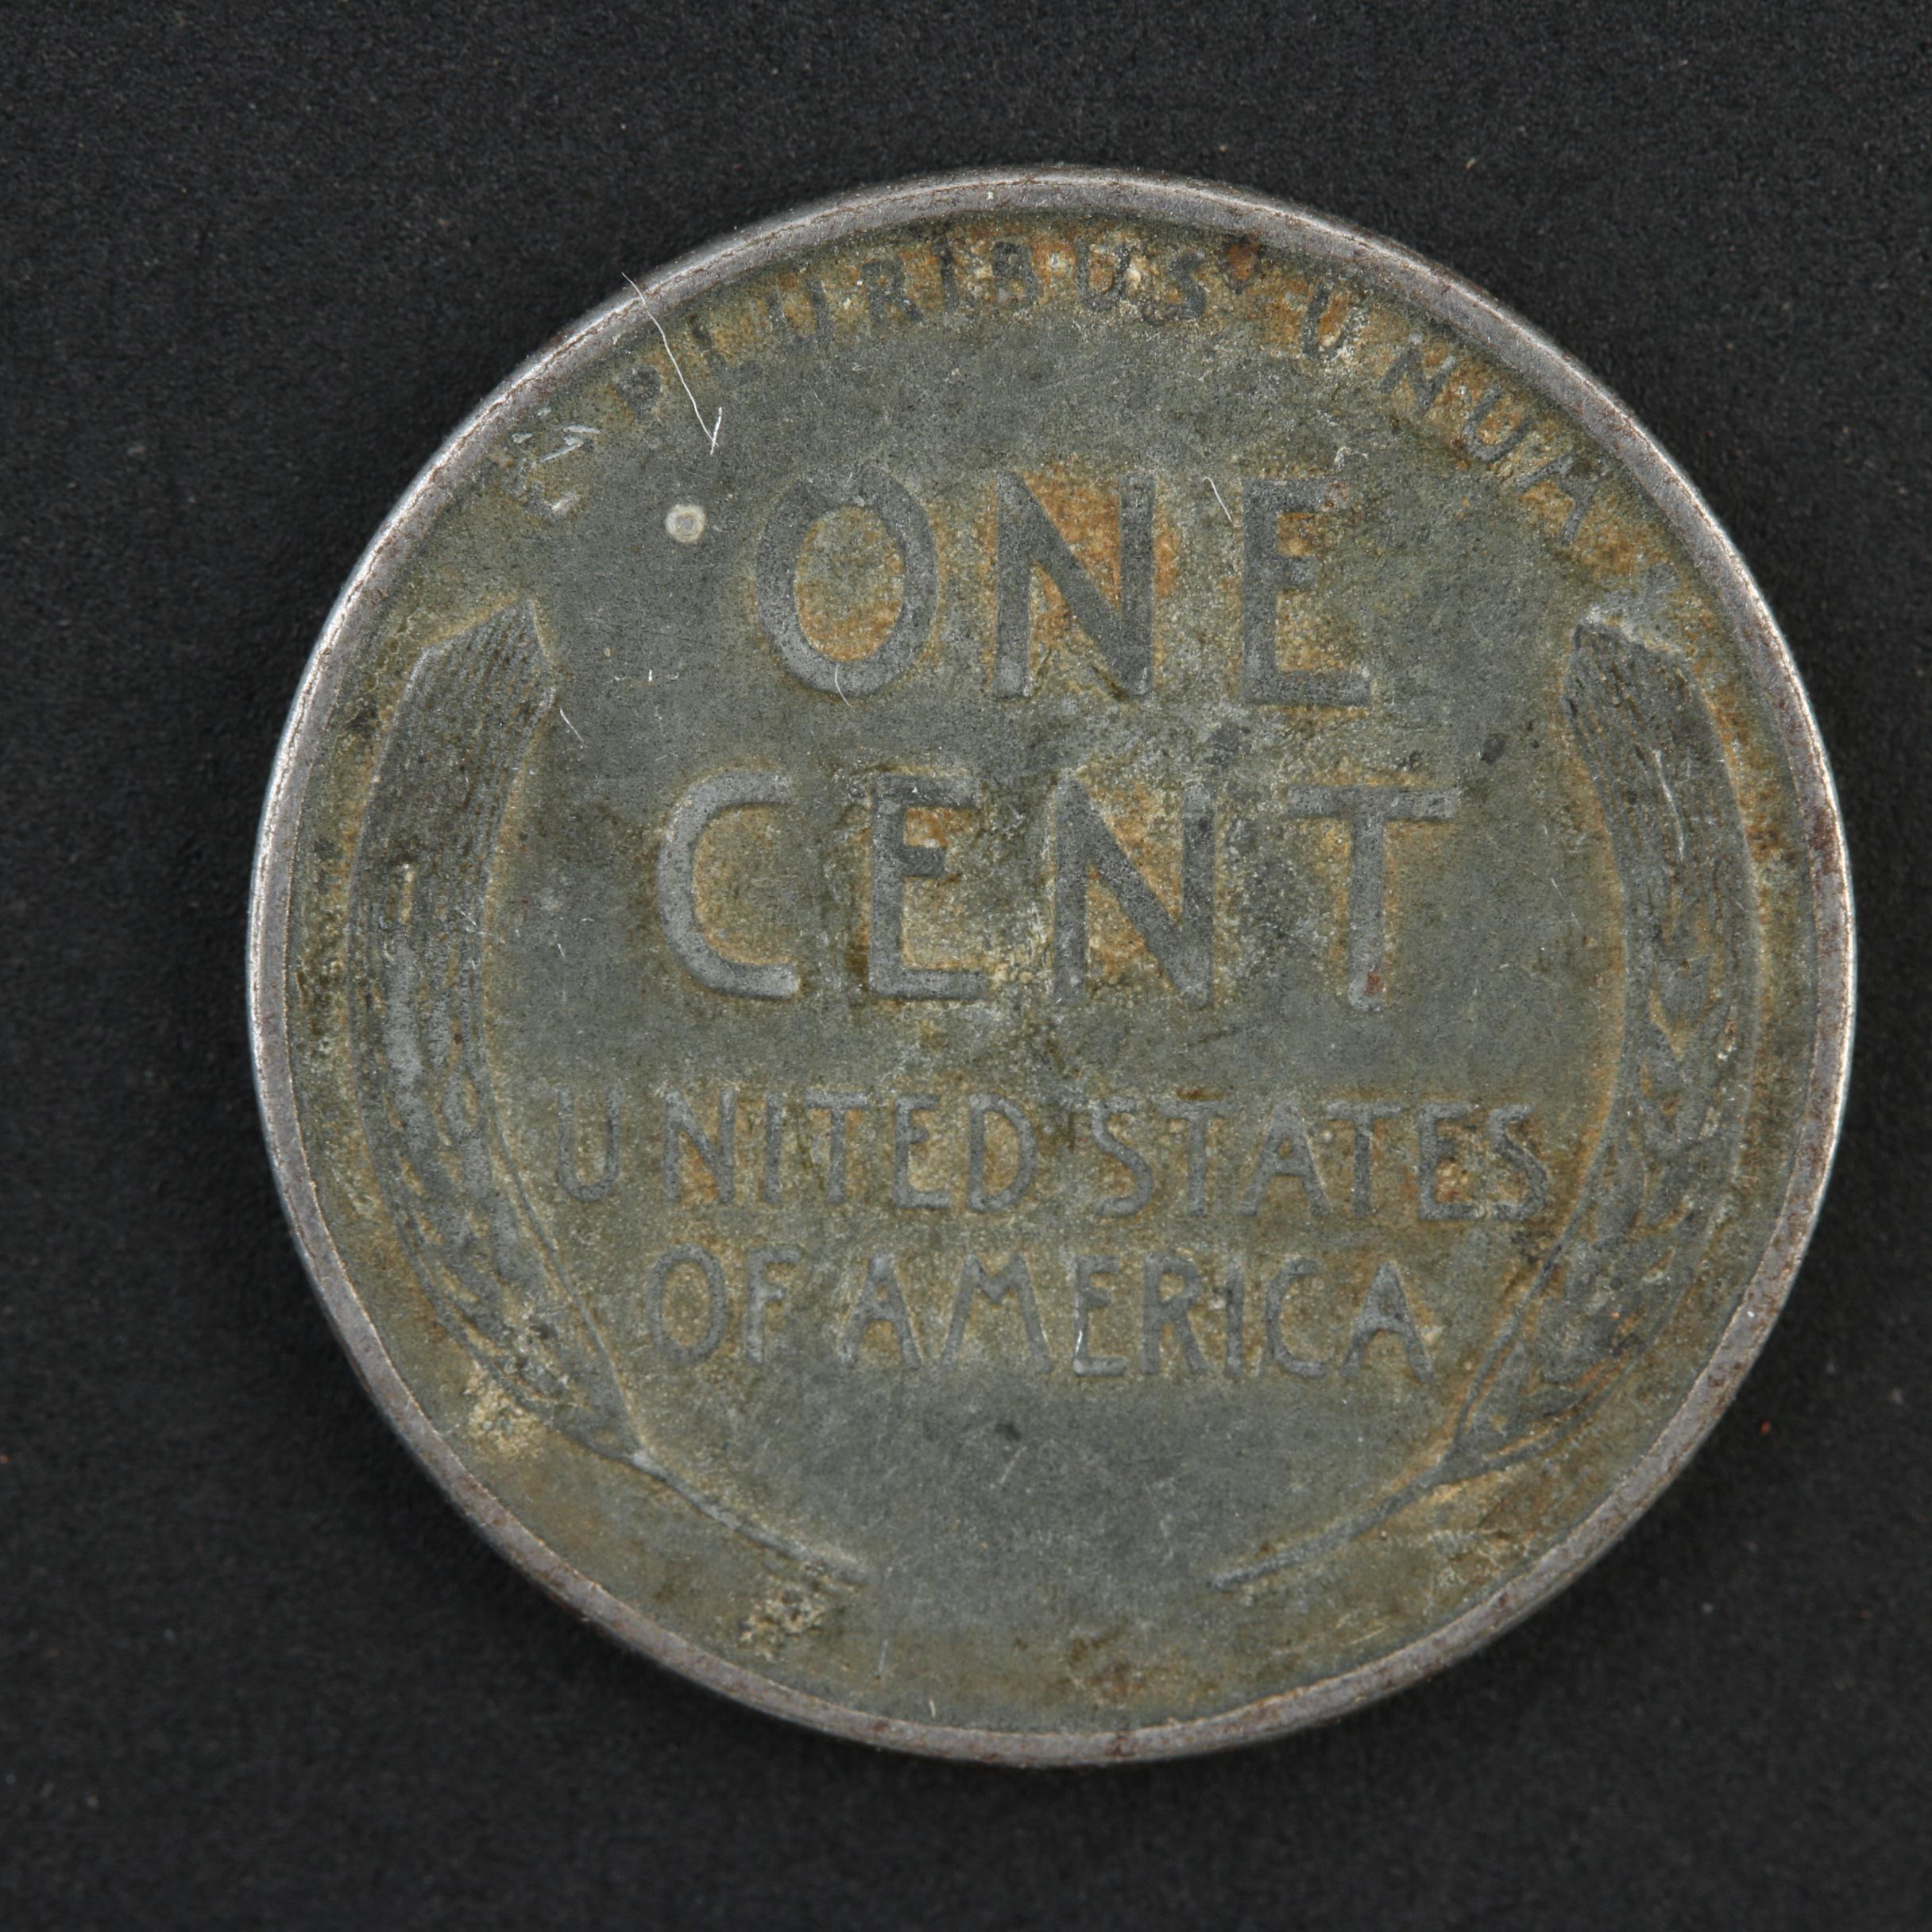 E · PLURIBUS · UNUM
ONE
CENT
UNITED STATES
OF AMERICA